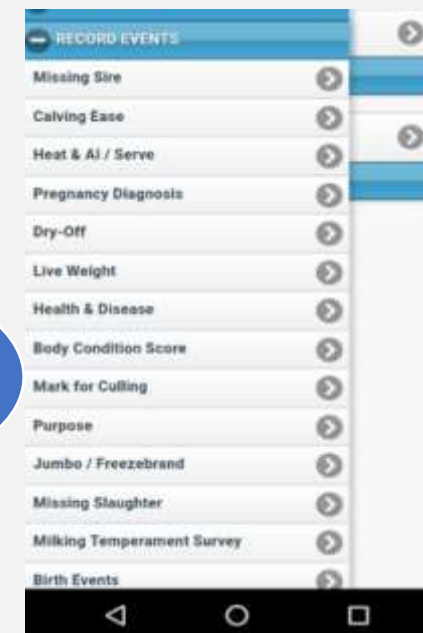 RECORD EVENTS
Missing Sire
Calving Ease
Heat & AI / Serve
Pregnancy Diagnosis
Dry-Off
Live Weight
Health & Disease
Body Condition Score
Mark for Culling
Purpose
Jumbo / Freezebrand
Missing Slaughter
Milking Temperament Survey
Birth Events